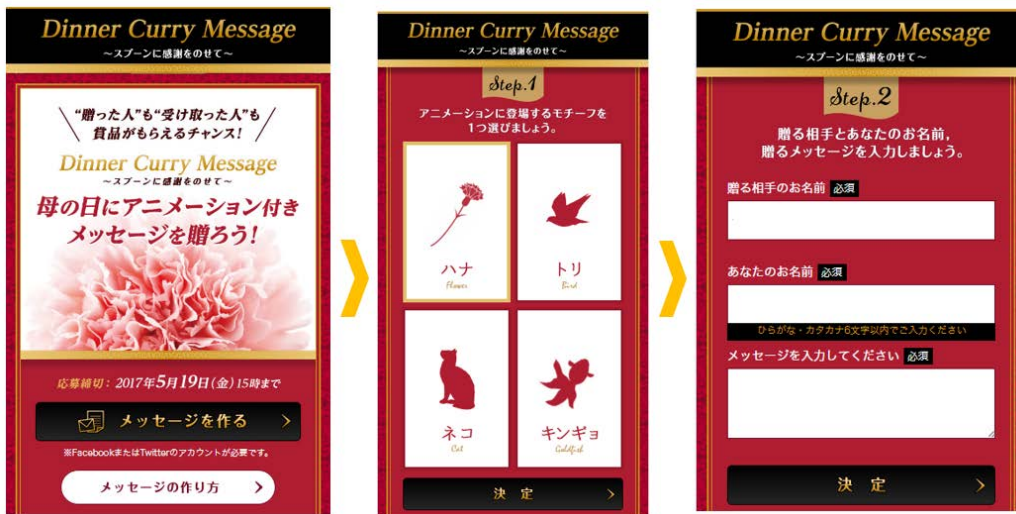 Dinner Curry Message
～スプーンに感謝をのせて～
“贈った人”も“受け取った人”も
賞品がもらえるチャンス！
Dinner Curry Message
～スプーンに感謝をのせて～
母の日にアニメーション付き
メッセージを贈ろう！
応募締切：2017年5月19日(金)15時まで
メッセージを作る
※FacebookまたはTwitterのアカウントが必要です。
メッセージの作り方
Dinner Curry Message
～スプーンに感謝をのせて～
Step.1
アニメーションに登場するモチーフを
1つ選びましょう。
ハナ
Flower
トリ
Bird
ネコ
Cat
キンギョ
Goldfish
決 定
Dinner Curry Message
～スプーンに感謝をのせて～
Step.2
贈る相手とあなたのお名前,
贈るメッセージを入力しましょう。
贈る相手のお名前 必須
あなたのお名前 必須
ひらがな・カタカナ6文字以内でご入力ください
メッセージを入力してください 必須
決 定